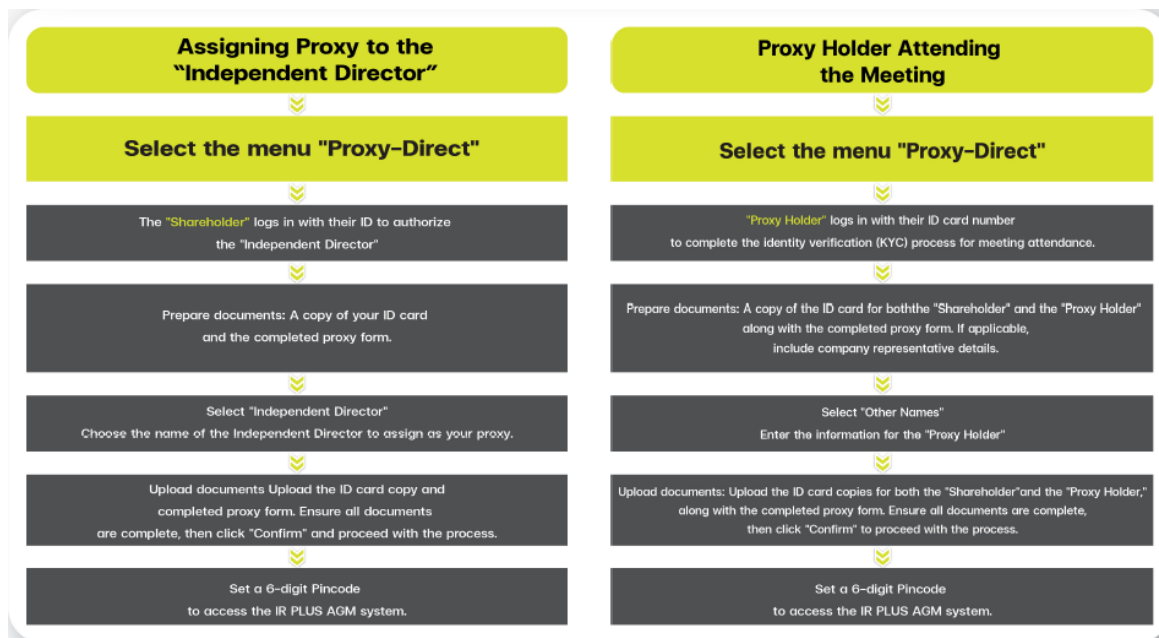 Assigning Proxy to the
"Independent Director"
Select the menu "Proxy-Direct"
The "Shareholder" logs in with their ID to authorize
the "Independent Director"
Prepare documents: A copy of your ID card
and the completed proxy form.
Select "Independent Director"
Choose the name of the Independent Director to assign as your proxy.
Upload documents Upload the ID card copy and
completed proxy form. Ensure all documents
are complete, then click "Confirm" and proceed with the process.
Set a 6-digit Pincode
to access the IR PLUS AGM system.
Proxy Holder Attending
the Meeting
Select the menu "Proxy-Direct"
"Proxy Holder" logs in with their ID card number
to complete the identity verification (KYC) process for meeting attendance.
Prepare documents: A copy of the ID card for boththe "Shareholder" and the "Proxy Holder"
along with the completed proxy form. If applicable,
include company representative details.
Select "Other Names"
Enter the information for the "Proxy Holder"
Upload documents: Upload the ID card copies for both the "Shareholder"and the "Proxy Holder,"
along with the completed proxy form. Ensure all documents are complete,
then click "Confirm" to proceed with the process.
Set a 6-digit Pincode
to access the IR PLUS AGM system.